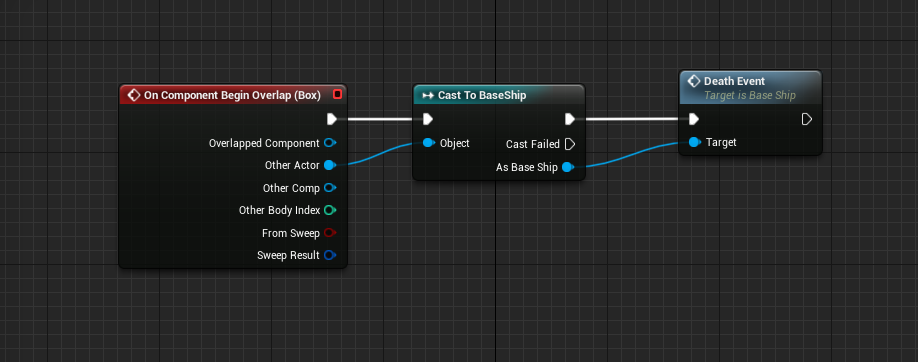 On Component Begin Overlap (Box)
Overlapped Component
Other Actor
Other Comp
Other Body Index
From Sweep
Sweep Result
Cast To BaseShip
Object
Cast Failed
As Base Ship
Death Event
Target is Base Ship
Target